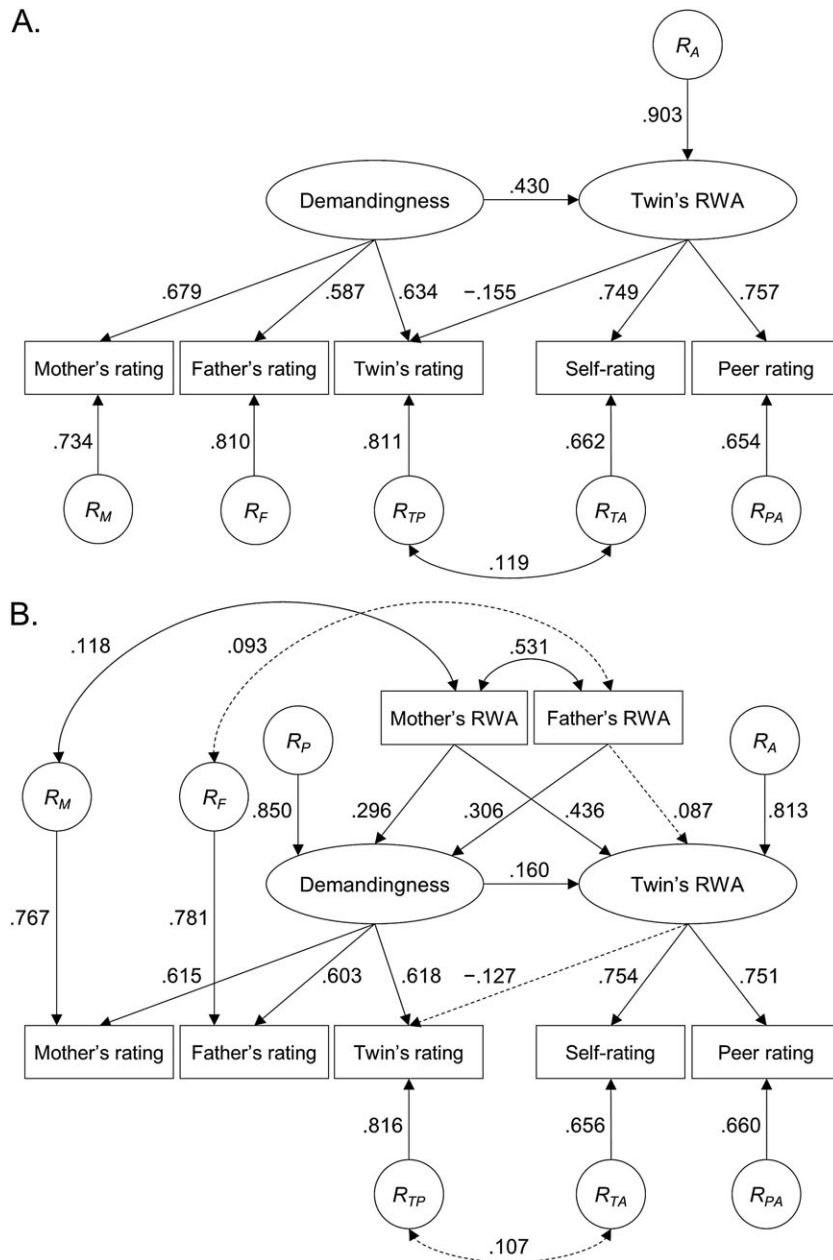 A.
R_A
.903
Demandingness .430 Twin's RWA
.679 .587 .634 −.155 .749 .757
Mother's rating Father's rating Twin's rating Self-rating Peer rating
.734 .810 .811 .662 .654
R_M R_F R_TP R_TA R_PA
.119
B.
.118 .093 .531
Mother's RWA Father's RWA
R_P R_A
R_M R_F
.850 .296 .306 .436 .087 .813
Demandingness .160 Twin's RWA
.767 .781
.615 .603 .618 −.127 .754 .751
Mother's rating Father's rating Twin's rating Self-rating Peer rating
.816 .656 .660
R_TP R_TA R_PA
.107